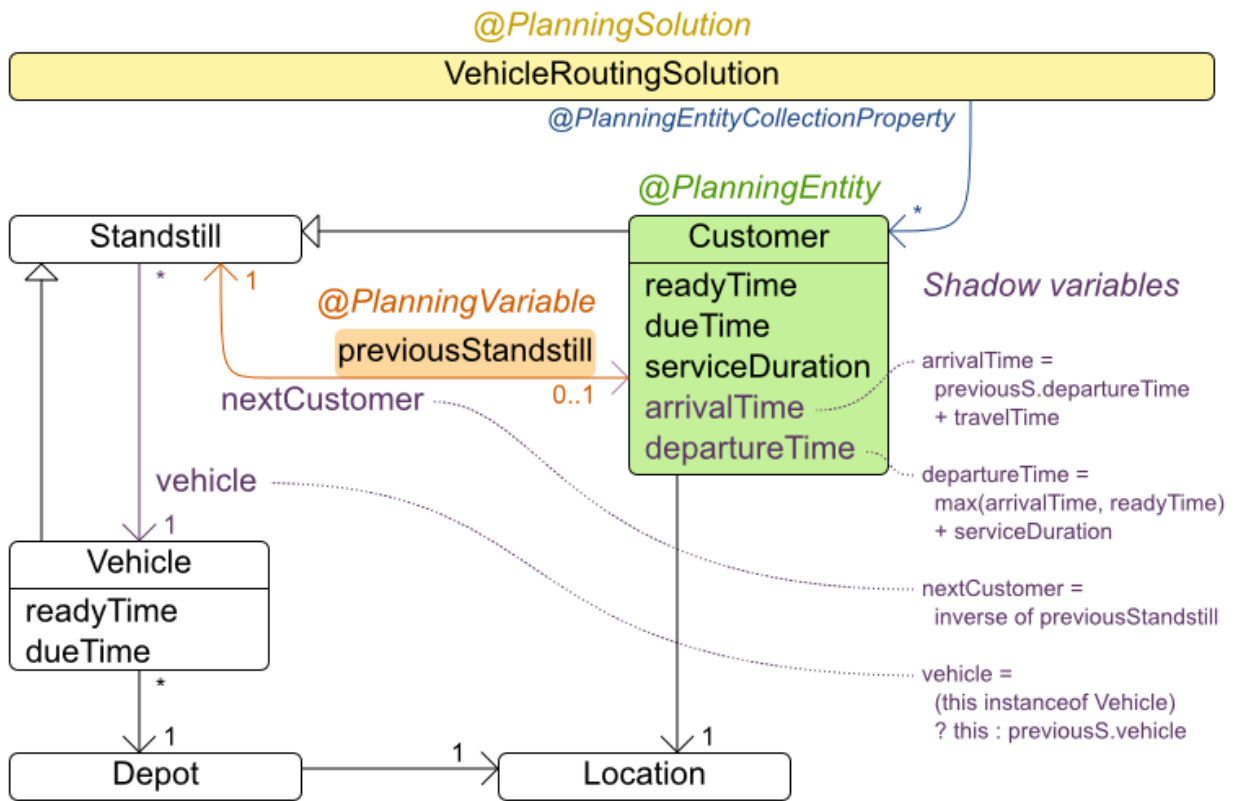 @PlanningSolution
VehicleRoutingSolution
@PlanningEntityCollectionProperty
@PlanningEntity
*
Standstill
Customer
*
1
@PlanningVariable
readyTime
Shadow variables
dueTime
previousStandstill
serviceDuration
arrivalTime =
previousS.departureTime
+ travelTime
nextCustomer
0..1
arrivalTime
departureTime
vehicle
departureTime =
max(arrivalTime, readyTime)
+ serviceDuration
1
Vehicle
readyTime
dueTime
nextCustomer =
inverse of previousStandstill
*
vehicle =
(this instanceof Vehicle)
? this : previousS.vehicle
1
1
1
Depot
Location